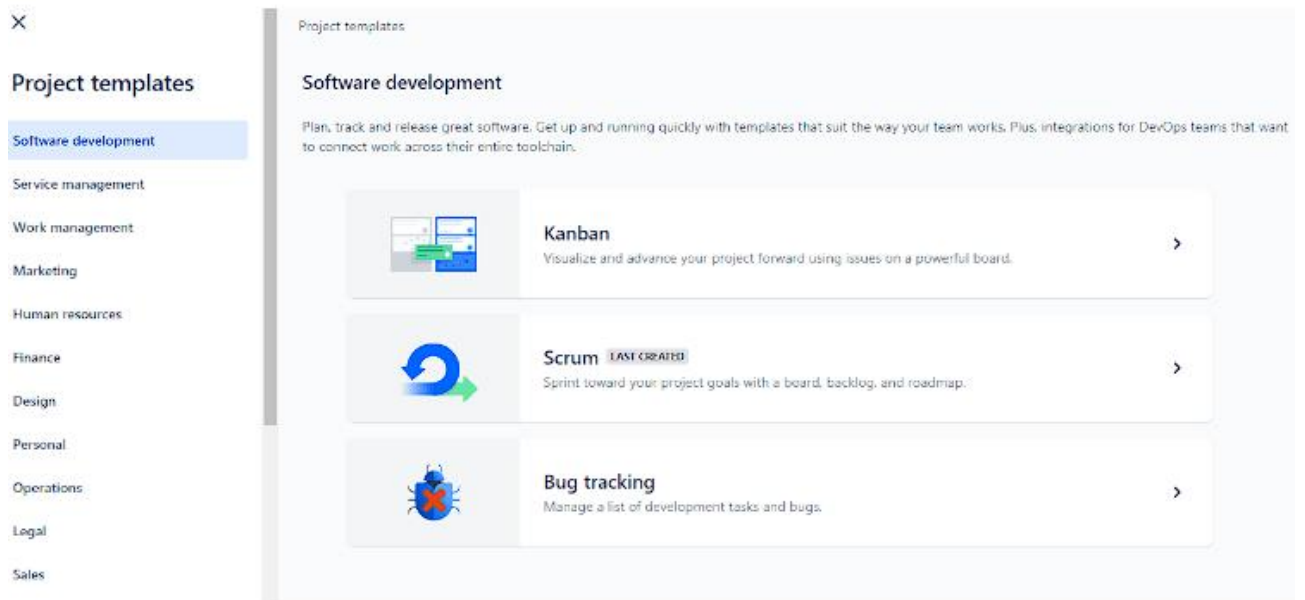 Project templates
Software development
Service management
Work management
Marketing
Human resources
Finance
Design
Personal
Operations
Legal
Sales
Project templates
Software development
Plan, track and release great software. Get up and running quickly with templates that suit the way your team works. Plus, integrations for DevOps teams that want
to connect work across their entire toolchain.
Kanban
Visualize and advance your project forward using issues on a powerful board.
Scrum LAST CREATED
Sprint toward your project goals with a board, backlog, and roadmap.
Bug tracking
Manage a list of development tasks and bugs.